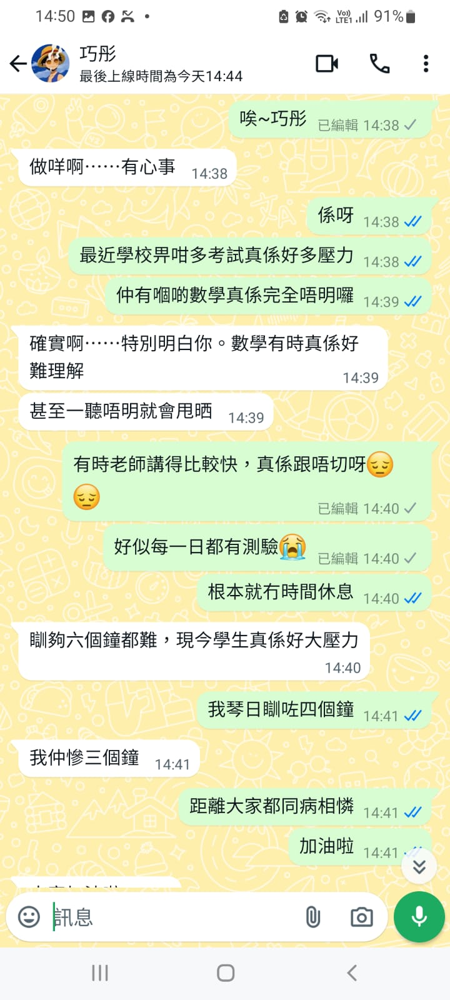 14:50
Vo)) LTE1 91%
巧彤
最後上線時間為今天14:44
唉~巧彤 已編輯 14:38
做咩啊……有心事 14:38
係呀 14:38
最近學校畀咁多考試真係好多壓力 14:38
仲有嗰啲數學真係完全唔明囉 14:39
確實啊……特別明白你。數學有時真係好
難理解
14:39
甚至一聽唔明就會甩晒 14:39
有時老師講得比較快，真係跟唔切呀😔
😔
已編輯 14:40
好似每一日都有測驗😭 已編輯 14:40
根本就冇時間休息 14:40
瞓夠六個鐘都難，現今學生真係好大壓力
14:40
我琴日瞓咗四個鐘 14:41
我仲慘三個鐘 14:41
距離大家都同病相憐 14:41
加油啦 14:41
訊息